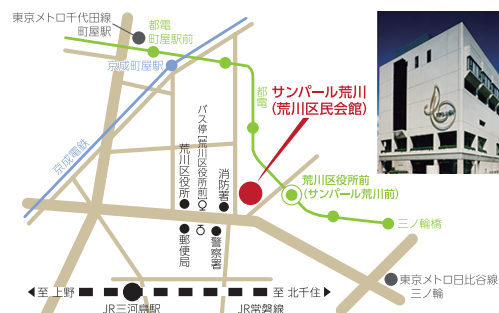 東京メトロ千代田線
町屋駅
都電
町屋駅前
京成町屋駅
サンパール荒川
(荒川区民会館)
都電
バス停[荒川区役所前]
京成電鉄
荒川区役所
消防署
荒川区役所前
(サンパール荒川前)
三ノ輪橋
郵便局
警察署
東京メトロ日比谷線
三ノ輪
至 上野
至 北千住
JR三河島駅
JR常磐線